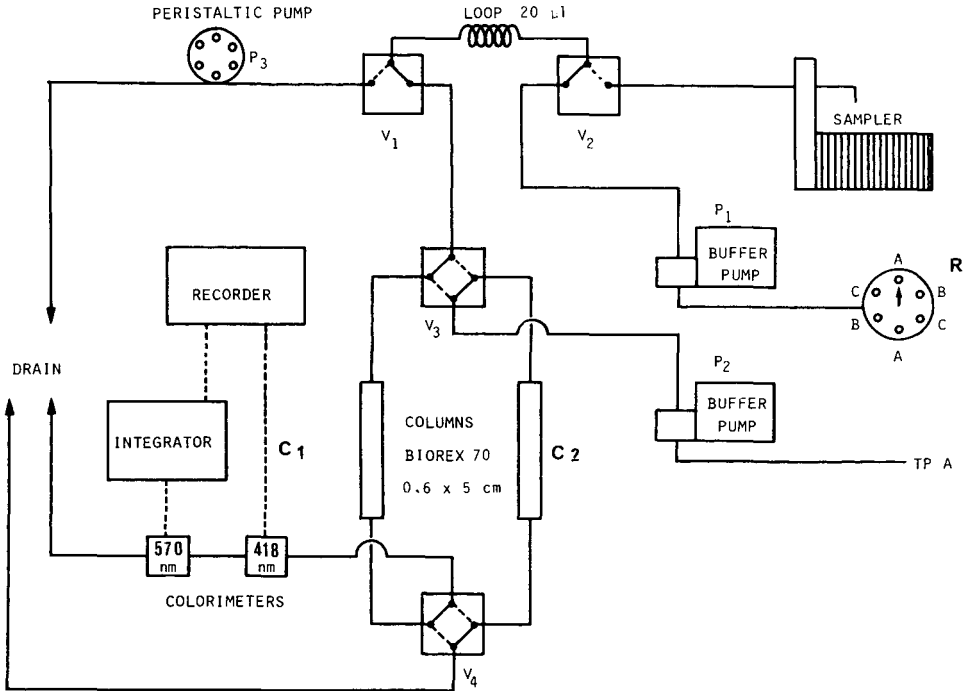 PERISTALTIC PUMP
P3
LOOP 20 µl
V1
V2
SAMPLER
P1
BUFFER
PUMP
R
A
C
B
B
C
A
RECORDER
V3
P2
DRAIN
BUFFER
PUMP
INTEGRATOR
C1
COLUMNS
BIOREX 70
0.6 x 5 cm
C2
TP A
570
nm
418
nm
COLORIMETERS
V4